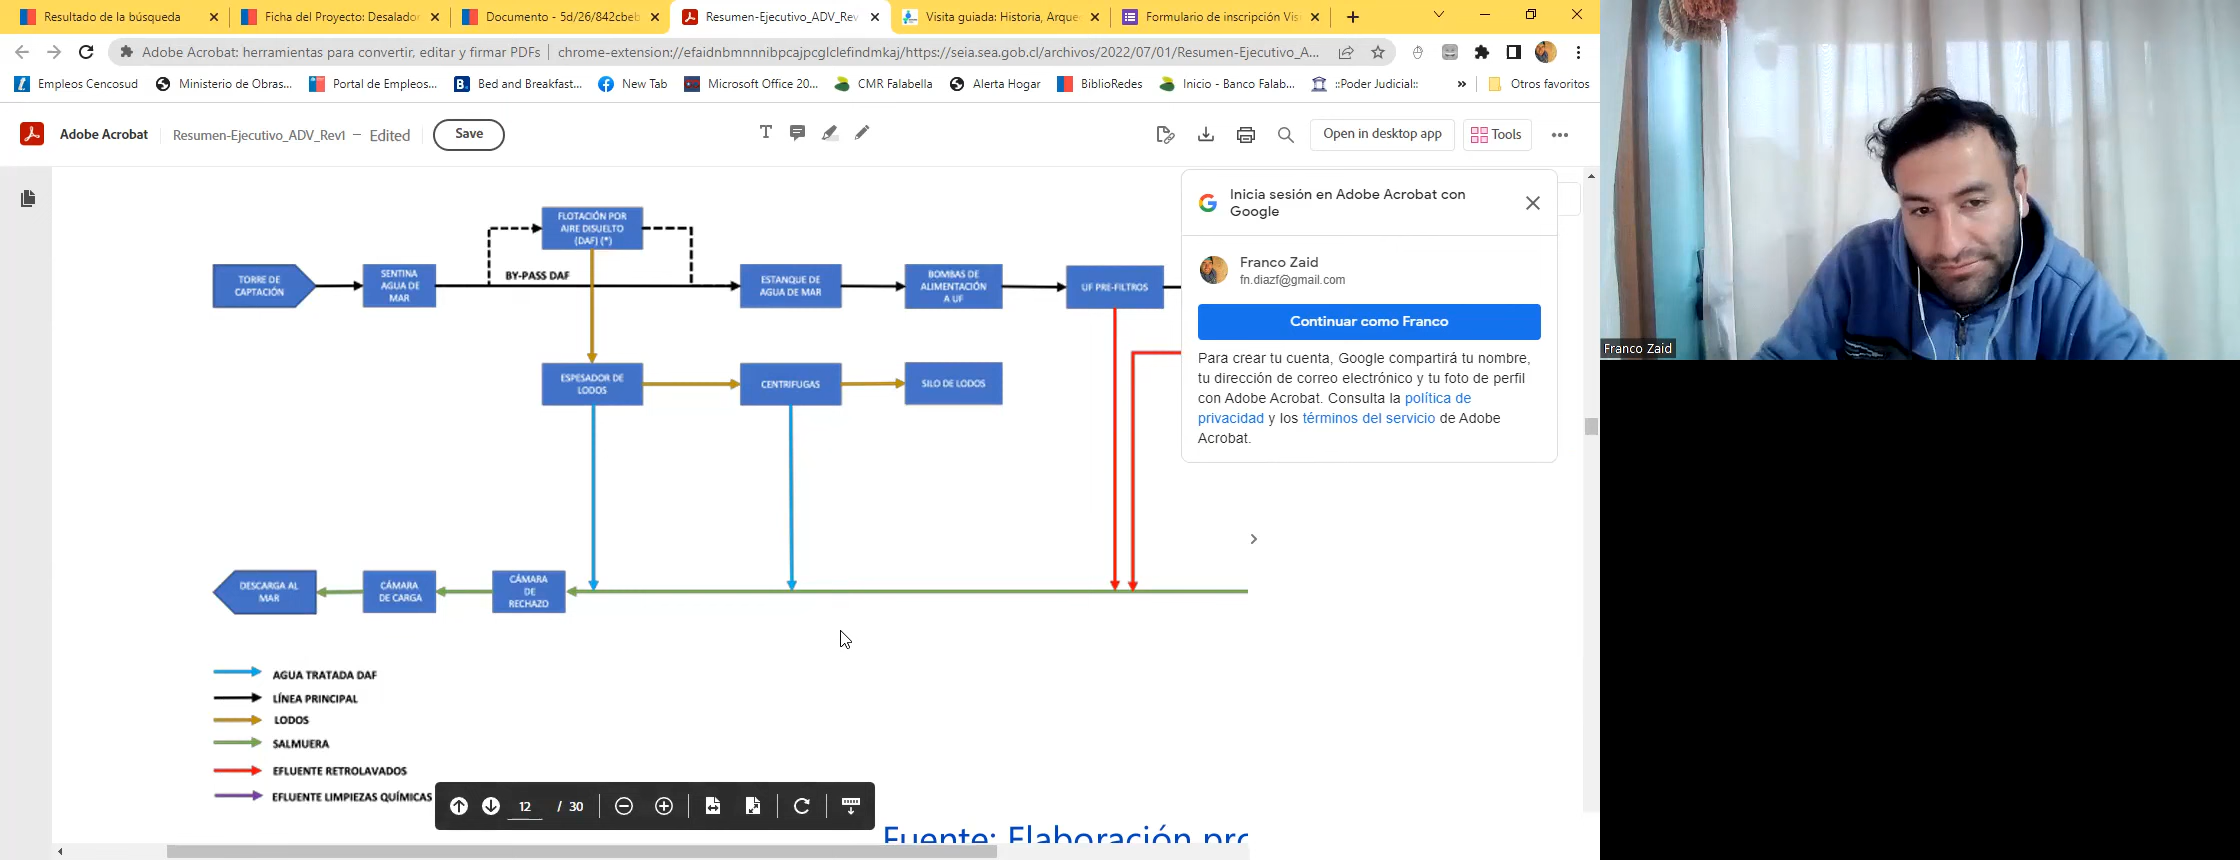 Resultado de la búsqueda
Ficha del Proyecto: Desalador
Documento - 5d/26/842cbeb
Resumen-Ejecutivo_ADV_Rev
Visita guiada: Historia, Arque
Formulario de inscripción Vis
Adobe Acrobat: herramientas para convertir, editar y firmar PDFs
chrome-extension://efaidnbmnnnibpcajpcglclefindmkaj/https://seia.sea.gob.cl/archivos/2022/07/01/Resumen-Ejecutivo_A...
Empleos Cencosud
Ministerio de Obras...
Portal de Empleos...
Bed and Breakfast...
New Tab
Microsoft Office 20...
CMR Falabella
Alerta Hogar
BiblioRedes
Inicio - Banco Falab...
::Poder Judicial::
»
Otros favoritos
Adobe Acrobat
Resumen-Ejecutivo_ADV_Rev1 — Edited
Save
Open in desktop app
Tools
Inicia sesión en Adobe Acrobat con
Google
Franco Zaid
fn.diazf@gmail.com
Continuar como Franco
Para crear tu cuenta, Google compartirá tu nombre,
tu dirección de correo electrónico y tu foto de perfil
con Adobe Acrobat. Consulta la política de
privacidad y los términos del servicio de Adobe
Acrobat.
FLOTACIÓN POR
AIRE DISUELTO
(DAF) (*)
BY-PASS DAF
TORRE DE
CAPTACIÓN
SENTINA
AGUA DE
MAR
ESTANQUE DE
AGUA DE MAR
BOMBAS DE
ALIMENTACIÓN
A UF
UF PRE-FILTROS
ESPESADOR DE
LODOS
CENTRIFUGAS
SILO DE LODOS
DESCARGA AL
MAR
CÁMARA
DE CARGA
CÁMARA
DE
RECHAZO
AGUA TRATADA DAF
LÍNEA PRINCIPAL
LODOS
SALMUERA
EFLUENTE RETROLAVADOS
EFLUENTE LIMPIEZAS QUÍMICAS
12 / 30
Fuente: Elaboración pro
Franco Zaid